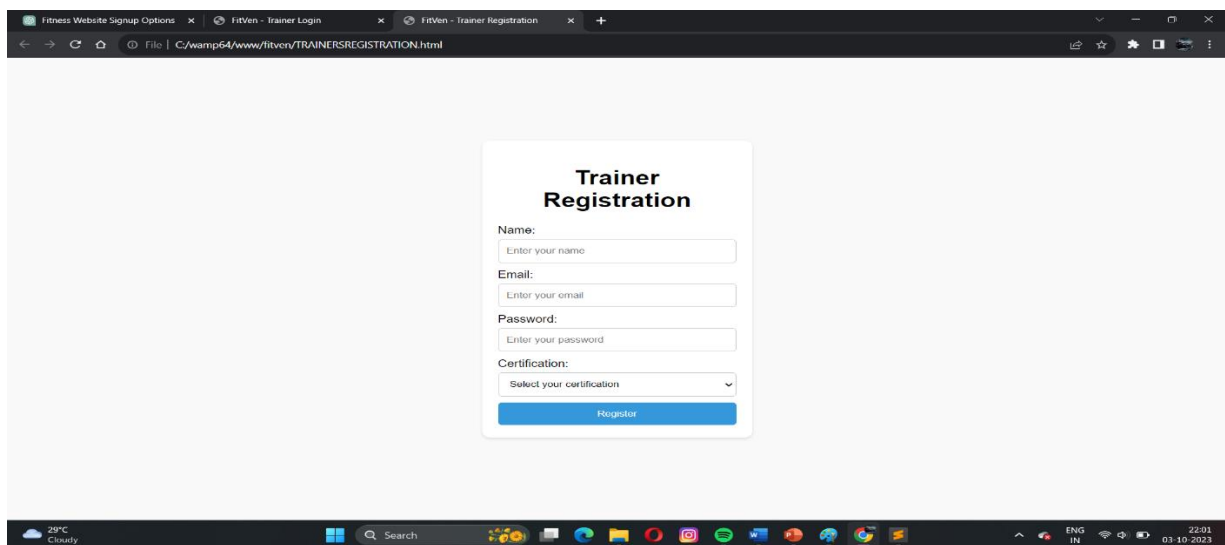 Fitness Website Signup Options
FitVen - Trainer Login
FitVen - Trainer Registration
File | C:/wamp64/www/fitven/TRAINERSREGISTRATION.html
Trainer
Registration
Name:
Enter your name
Email:
Enter your email
Password:
Enter your password
Certification:
Select your certification
Register
29°C
Cloudy
Search
ENG
IN
22:01
03-10-2023